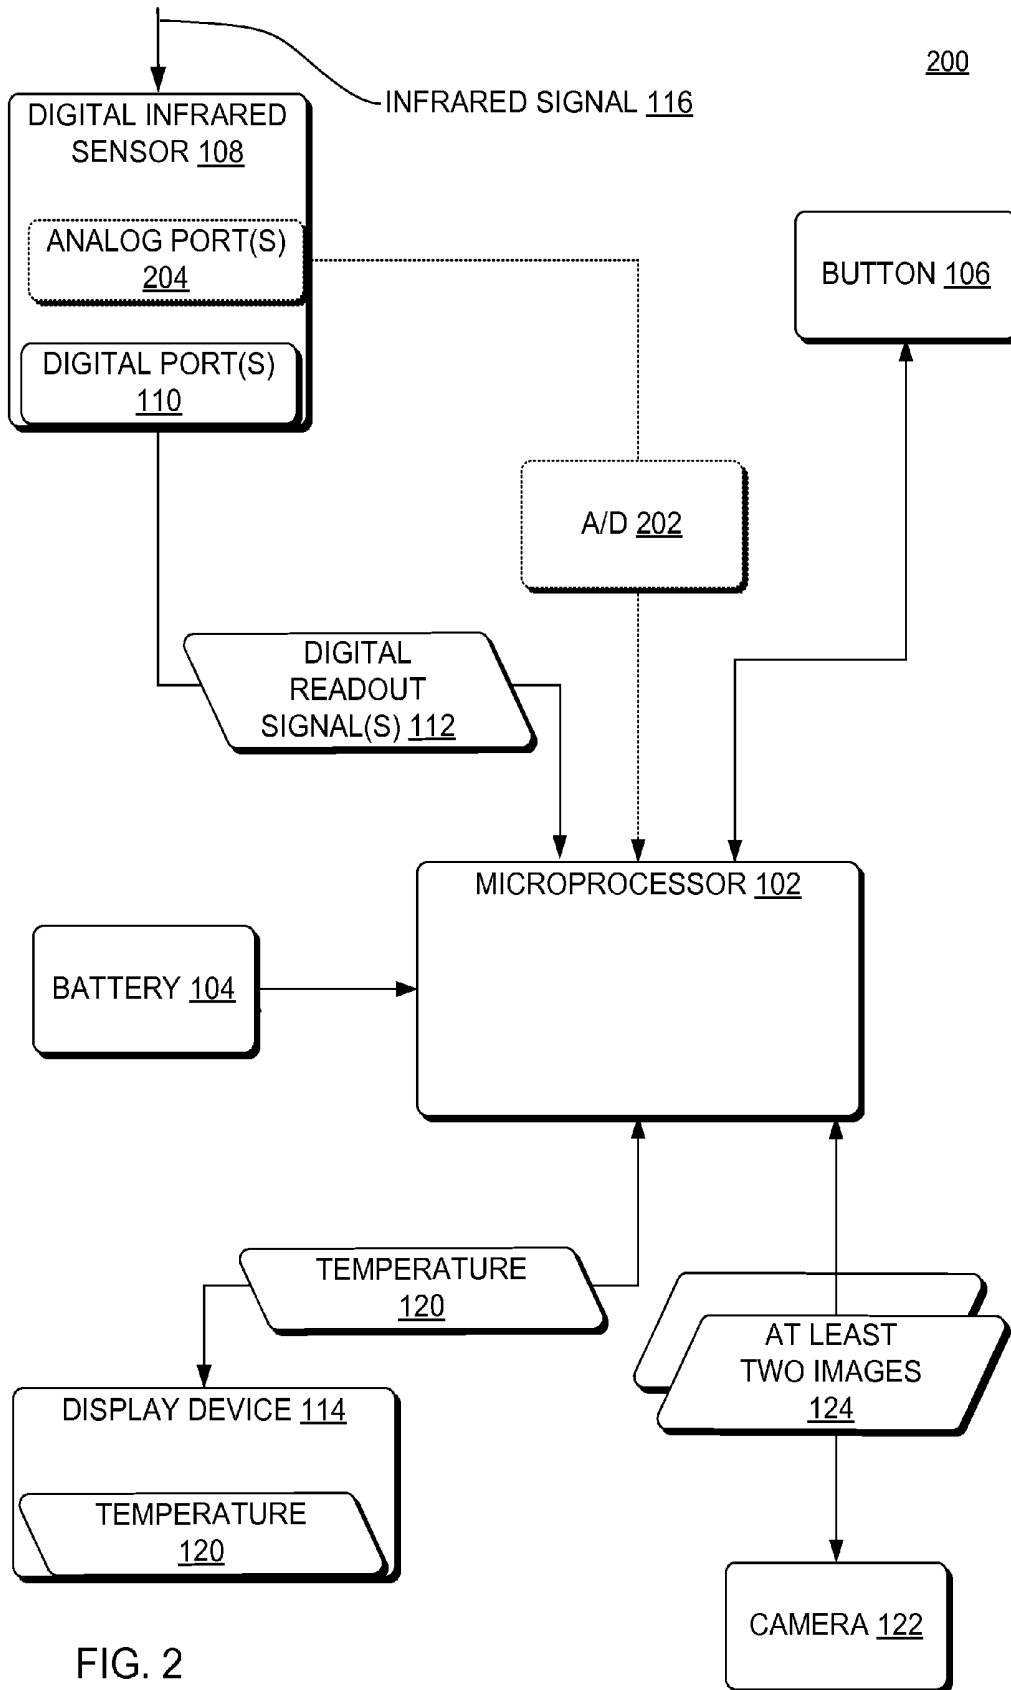 200
INFRARED SIGNAL 116
DIGITAL INFRARED
SENSOR 108
ANALOG PORT(S)
204
DIGITAL PORT(S)
110
BUTTON 106
A/D 202
DIGITAL
READOUT
SIGNAL(S) 112
MICROPROCESSOR 102
BATTERY 104
TEMPERATURE
120
AT LEAST
TWO IMAGES
124
DISPLAY DEVICE 114
TEMPERATURE
120
CAMERA 122
FIG. 2